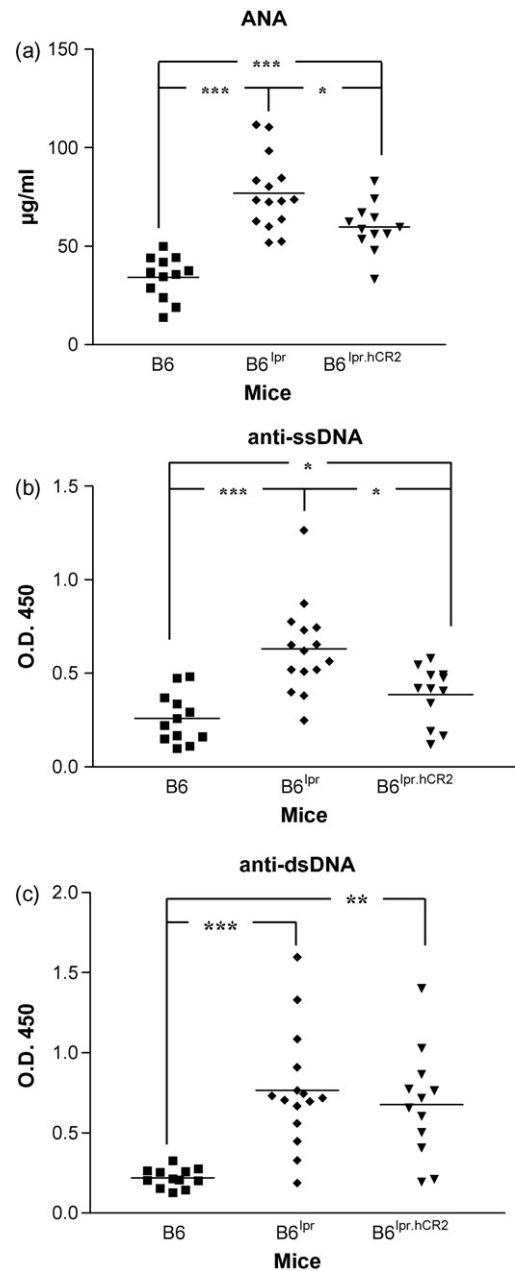 ANA
(a)
150
***
***
*
100
µg/ml
50
0
B6
B6lpr
B6lpr.hCR2
Mice
anti-ssDNA
(b)
*
1.5
***
*
1.0
O.D. 450
0.5
0.0
B6
B6lpr
B6lpr.hCR2
Mice
anti-dsDNA
(c)
2.0
**
***
1.5
O.D. 450
1.0
0.5
0.0
B6
B6lpr
B6lpr.hCR2
Mice